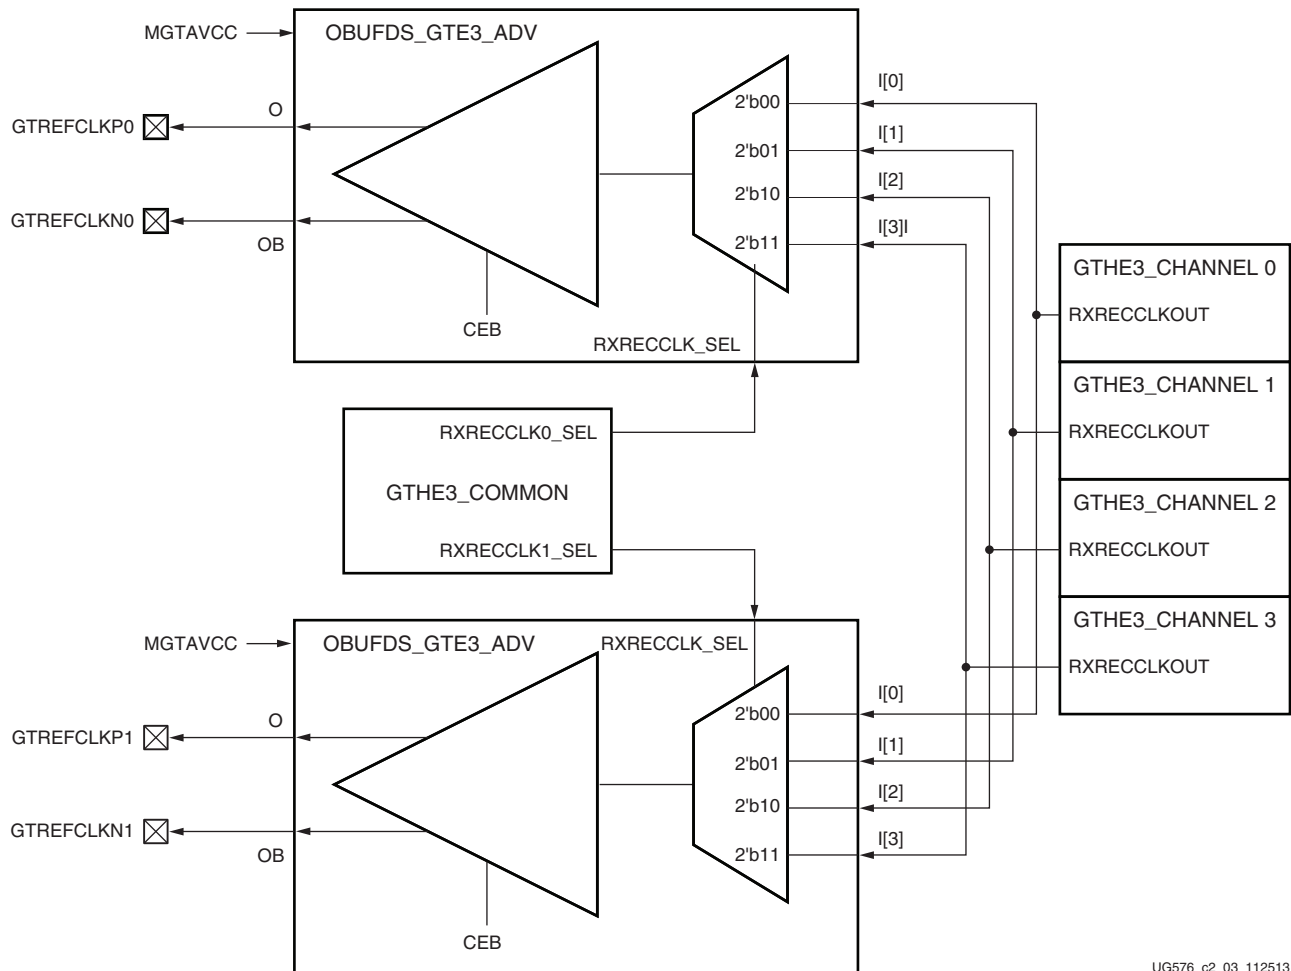 MGTAVCC
OBUFDS_GTE3_ADV
I[0]
2'b00
O
GTREFCLKP0
I[1]
2'b01
I[2]
2'b10
GTREFCLKN0
OB
I[3]I
2'b11
CEB
RXRECCLK_SEL
GTHE3_CHANNEL 0
RXRECCLKOUT
GTHE3_CHANNEL 1
RXRECCLKOUT
GTHE3_CHANNEL 2
RXRECCLKOUT
GTHE3_CHANNEL 3
RXRECCLKOUT
RXRECCLK0_SEL
GTHE3_COMMON
RXRECCLK1_SEL
MGTAVCC
OBUFDS_GTE3_ADV
RXRECCLK_SEL
I[0]
2'b00
O
GTREFCLKP1
I[1]
2'b01
I[2]
2'b10
GTREFCLKN1
OB
I[3]
2'b11
CEB
UG576_c2_03_112513